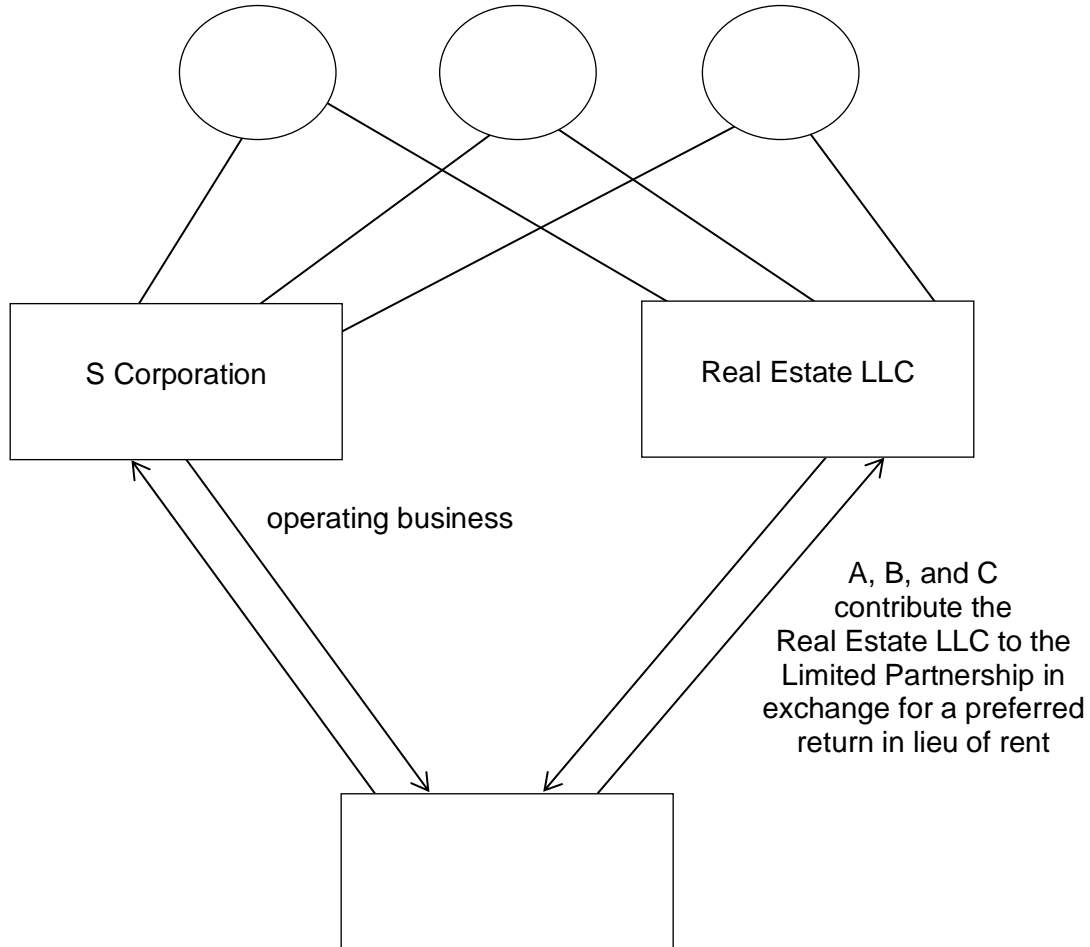 S Corporation
Real Estate LLC
operating business
A, B, and C
contribute the
Real Estate LLC to the
Limited Partnership in
exchange for a preferred
return in lieu of rent